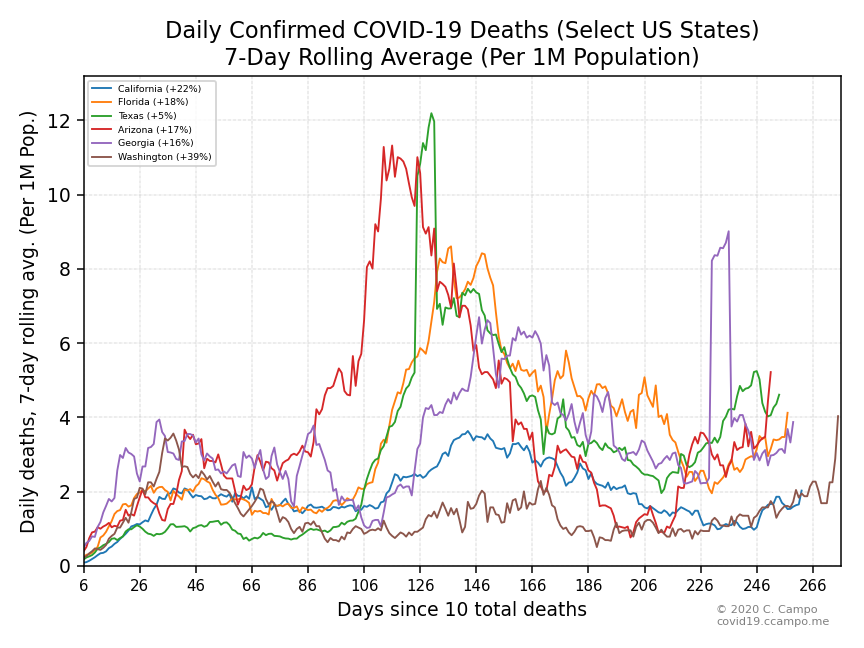 Daily Confirmed COVID-19 Deaths (Select US States)
7-Day Rolling Average (Per 1M Population)
California (+22%)
Florida (+18%)
Texas (+5%)
Arizona (+17%)
Georgia (+16%)
Washington (+39%)
Daily deaths, 7-day rolling avg. (Per 1M Pop.)
12
10
8
6
4
2
0
6 26 46 66 86 106 126 146 166 186 206 226 246 266
Days since 10 total deaths
© 2020 C. Campo
covid19.ccampo.me